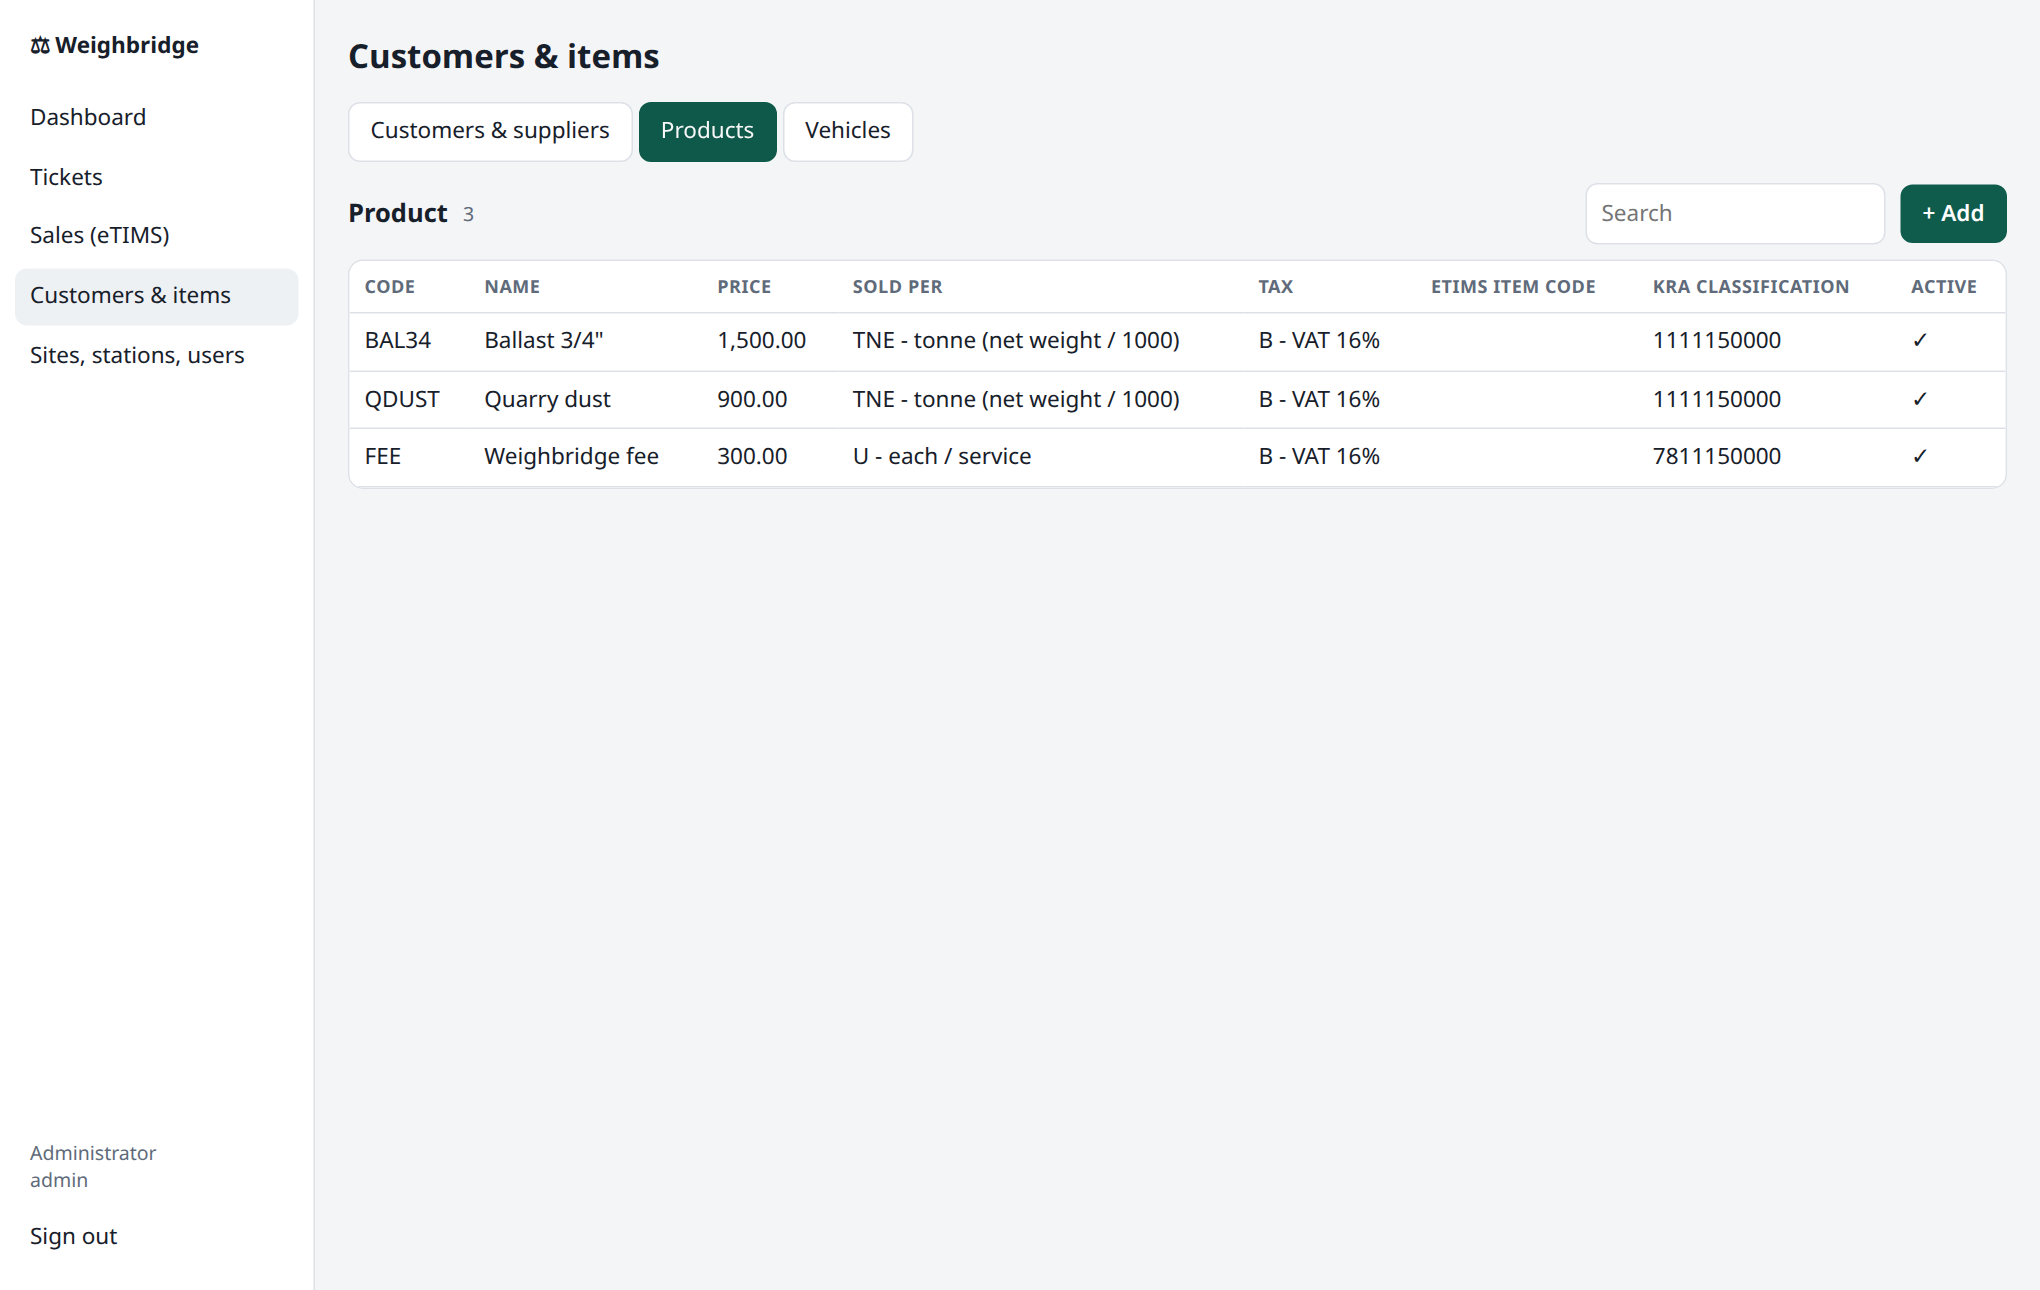 ⚖ Weighbridge
Dashboard
Tickets
Sales (eTIMS)
Customers & items
Sites, stations, users
Administrator
admin
Sign out
Customers & items
Customers & suppliers Products Vehicles
Product 3 Search + Add
CODE NAME PRICE SOLD PER TAX ETIMS ITEM CODE KRA CLASSIFICATION ACTIVE
BAL34 Ballast 3/4" 1,500.00 TNE - tonne (net weight / 1000) B - VAT 16% 1111150000 ✓
QDUST Quarry dust 900.00 TNE - tonne (net weight / 1000) B - VAT 16% 1111150000 ✓
FEE Weighbridge fee 300.00 U - each / service B - VAT 16% 7811150000 ✓